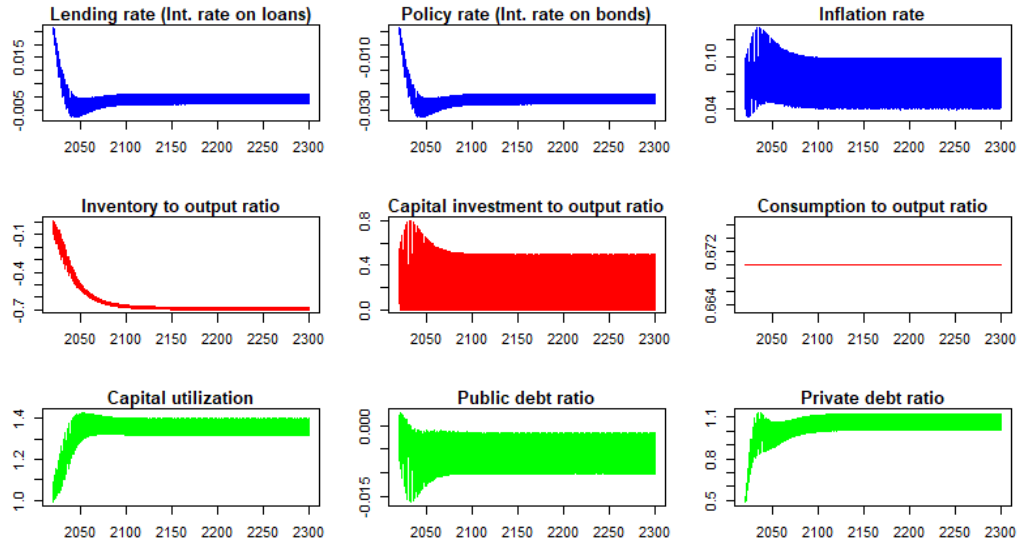 Lending rate (Int. rate on loans)
Policy rate (Int. rate on bonds)
Inflation rate
0.015
-0.005
2050 2100 2150 2200 2250 2300
-0.010
-0.030
2050 2100 2150 2200 2250 2300
0.10
0.04
2050 2100 2150 2200 2250 2300
Inventory to output ratio
Capital investment to output ratio
Consumption to output ratio
-0.1
-0.4
-0.7
2050 2100 2150 2200 2250 2300
0.8
0.4
0.0
2050 2100 2150 2200 2250 2300
0.672
0.664
2050 2100 2150 2200 2250 2300
Capital utilization
Public debt ratio
Private debt ratio
1.4
1.2
1.0
2050 2100 2150 2200 2250 2300
0.000
-0.015
2050 2100 2150 2200 2250 2300
1.1
0.8
0.5
2050 2100 2150 2200 2250 2300